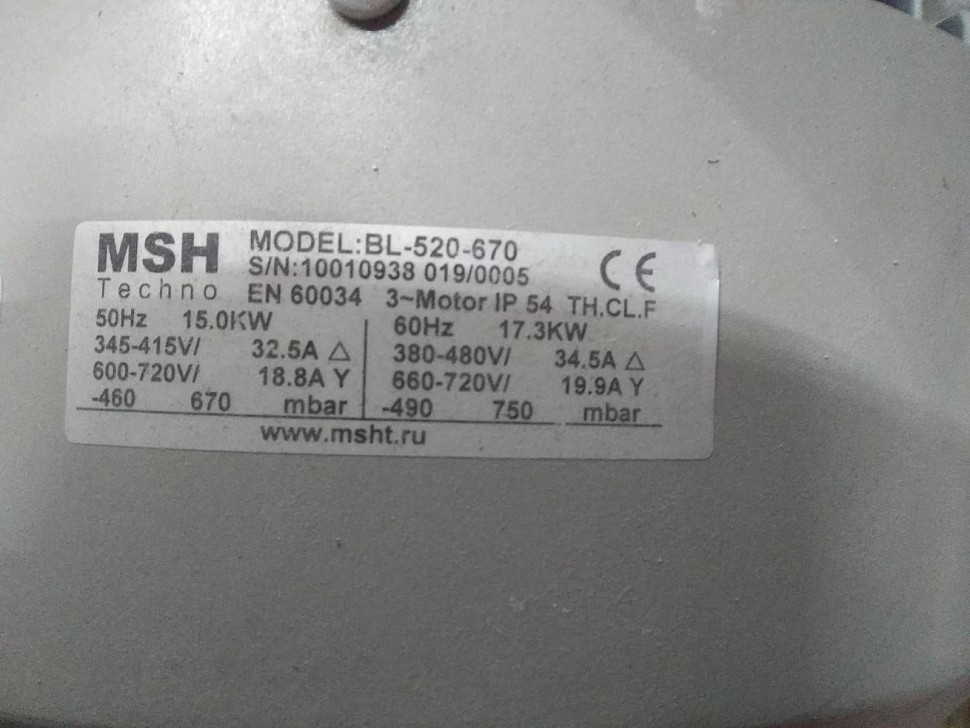 MSH MODEL:BL-520-670
Techno S/N:10010938 019/0005 CE
EN 60034 3~Motor IP 54 TH.CL.F
50Hz 15.0KW 60Hz 17.3KW
345-415V/ 32.5A △ 380-480V/ 34.5A △
600-720V/ 18.8A Y 660-720V/ 19.9A Y
-460 670 mbar -490 750 mbar
www.msht.ru